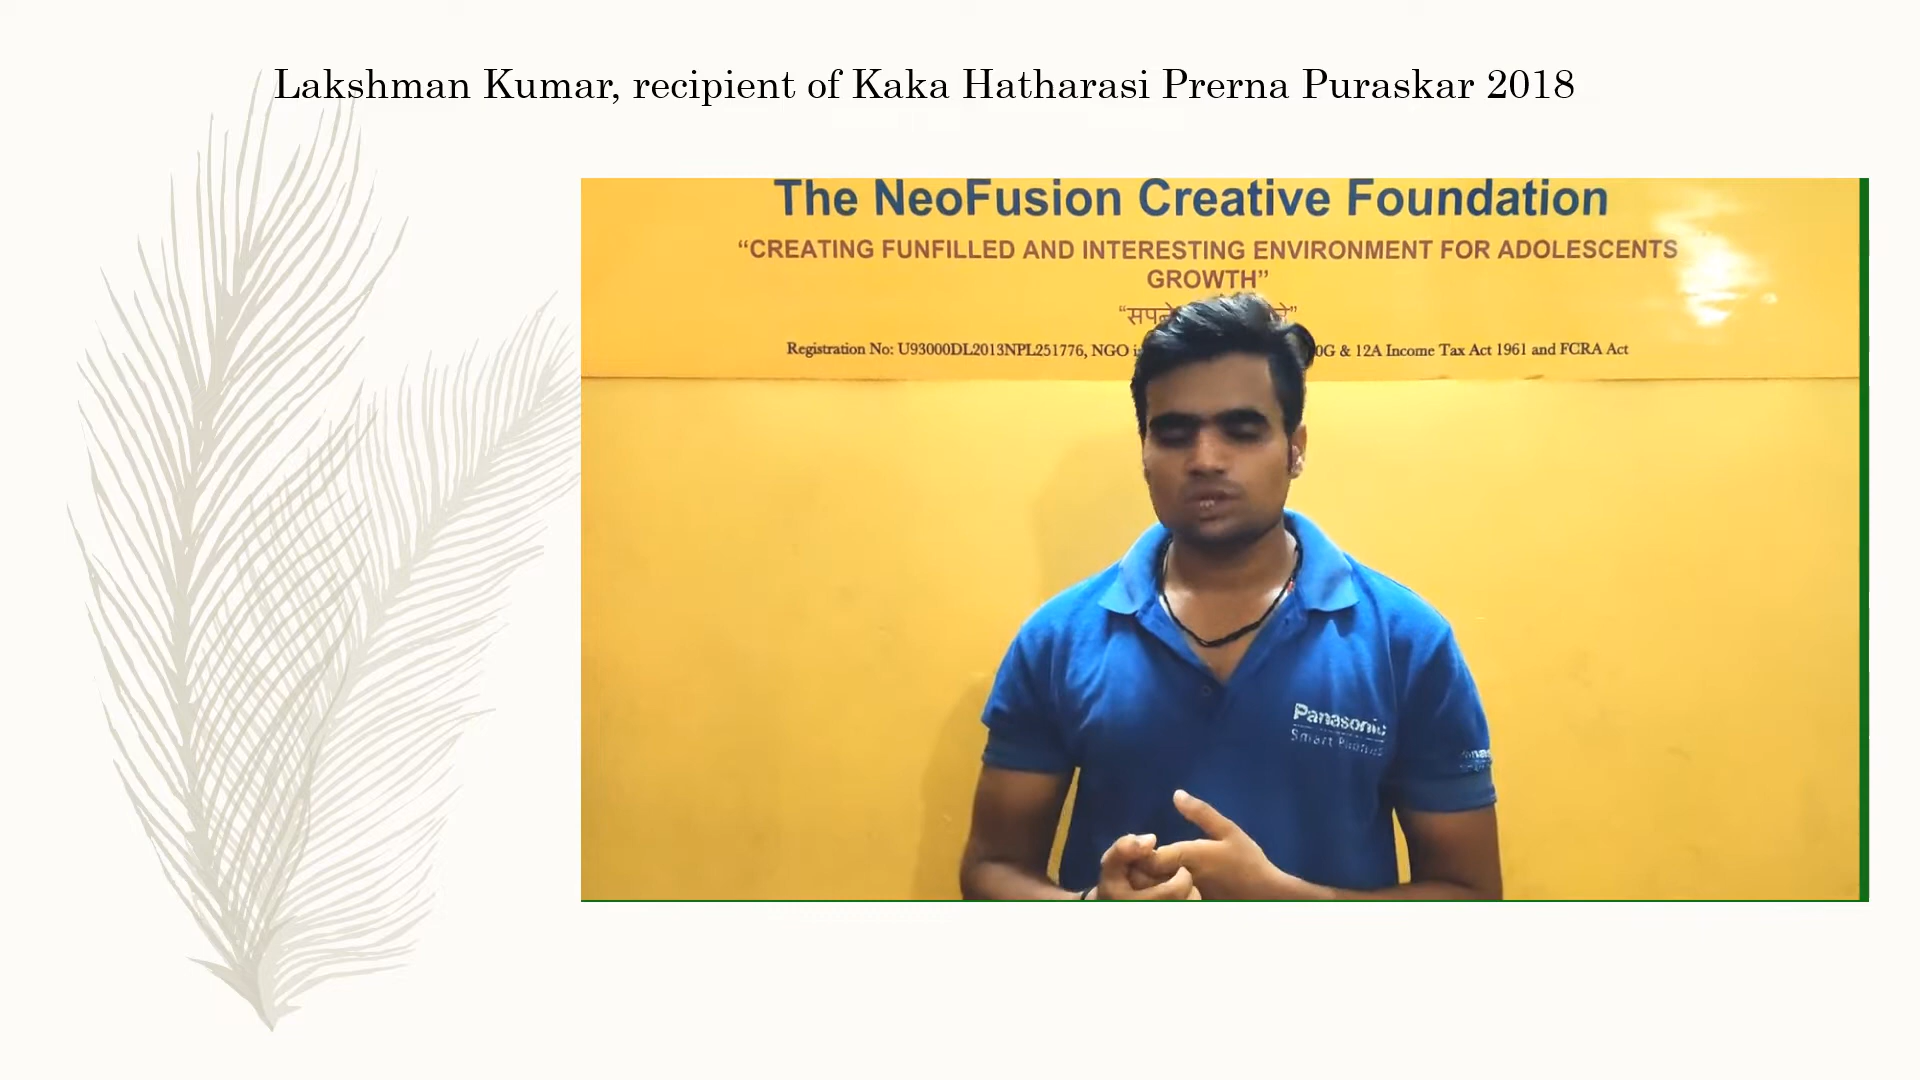 Lakshman Kumar, recipient of Kaka Hatharasi Prerna Puraskar 2018
The NeoFusion Creative Foundation
“CREATING FUNFILLED AND INTERESTING ENVIRONMENT FOR ADOLESCENTS
GROWTH”
Registration No: U93000DL2013NPL251776, NGO 0G & 12A Income Tax Act 1961 and FCRA Act
Panasonic
Smart